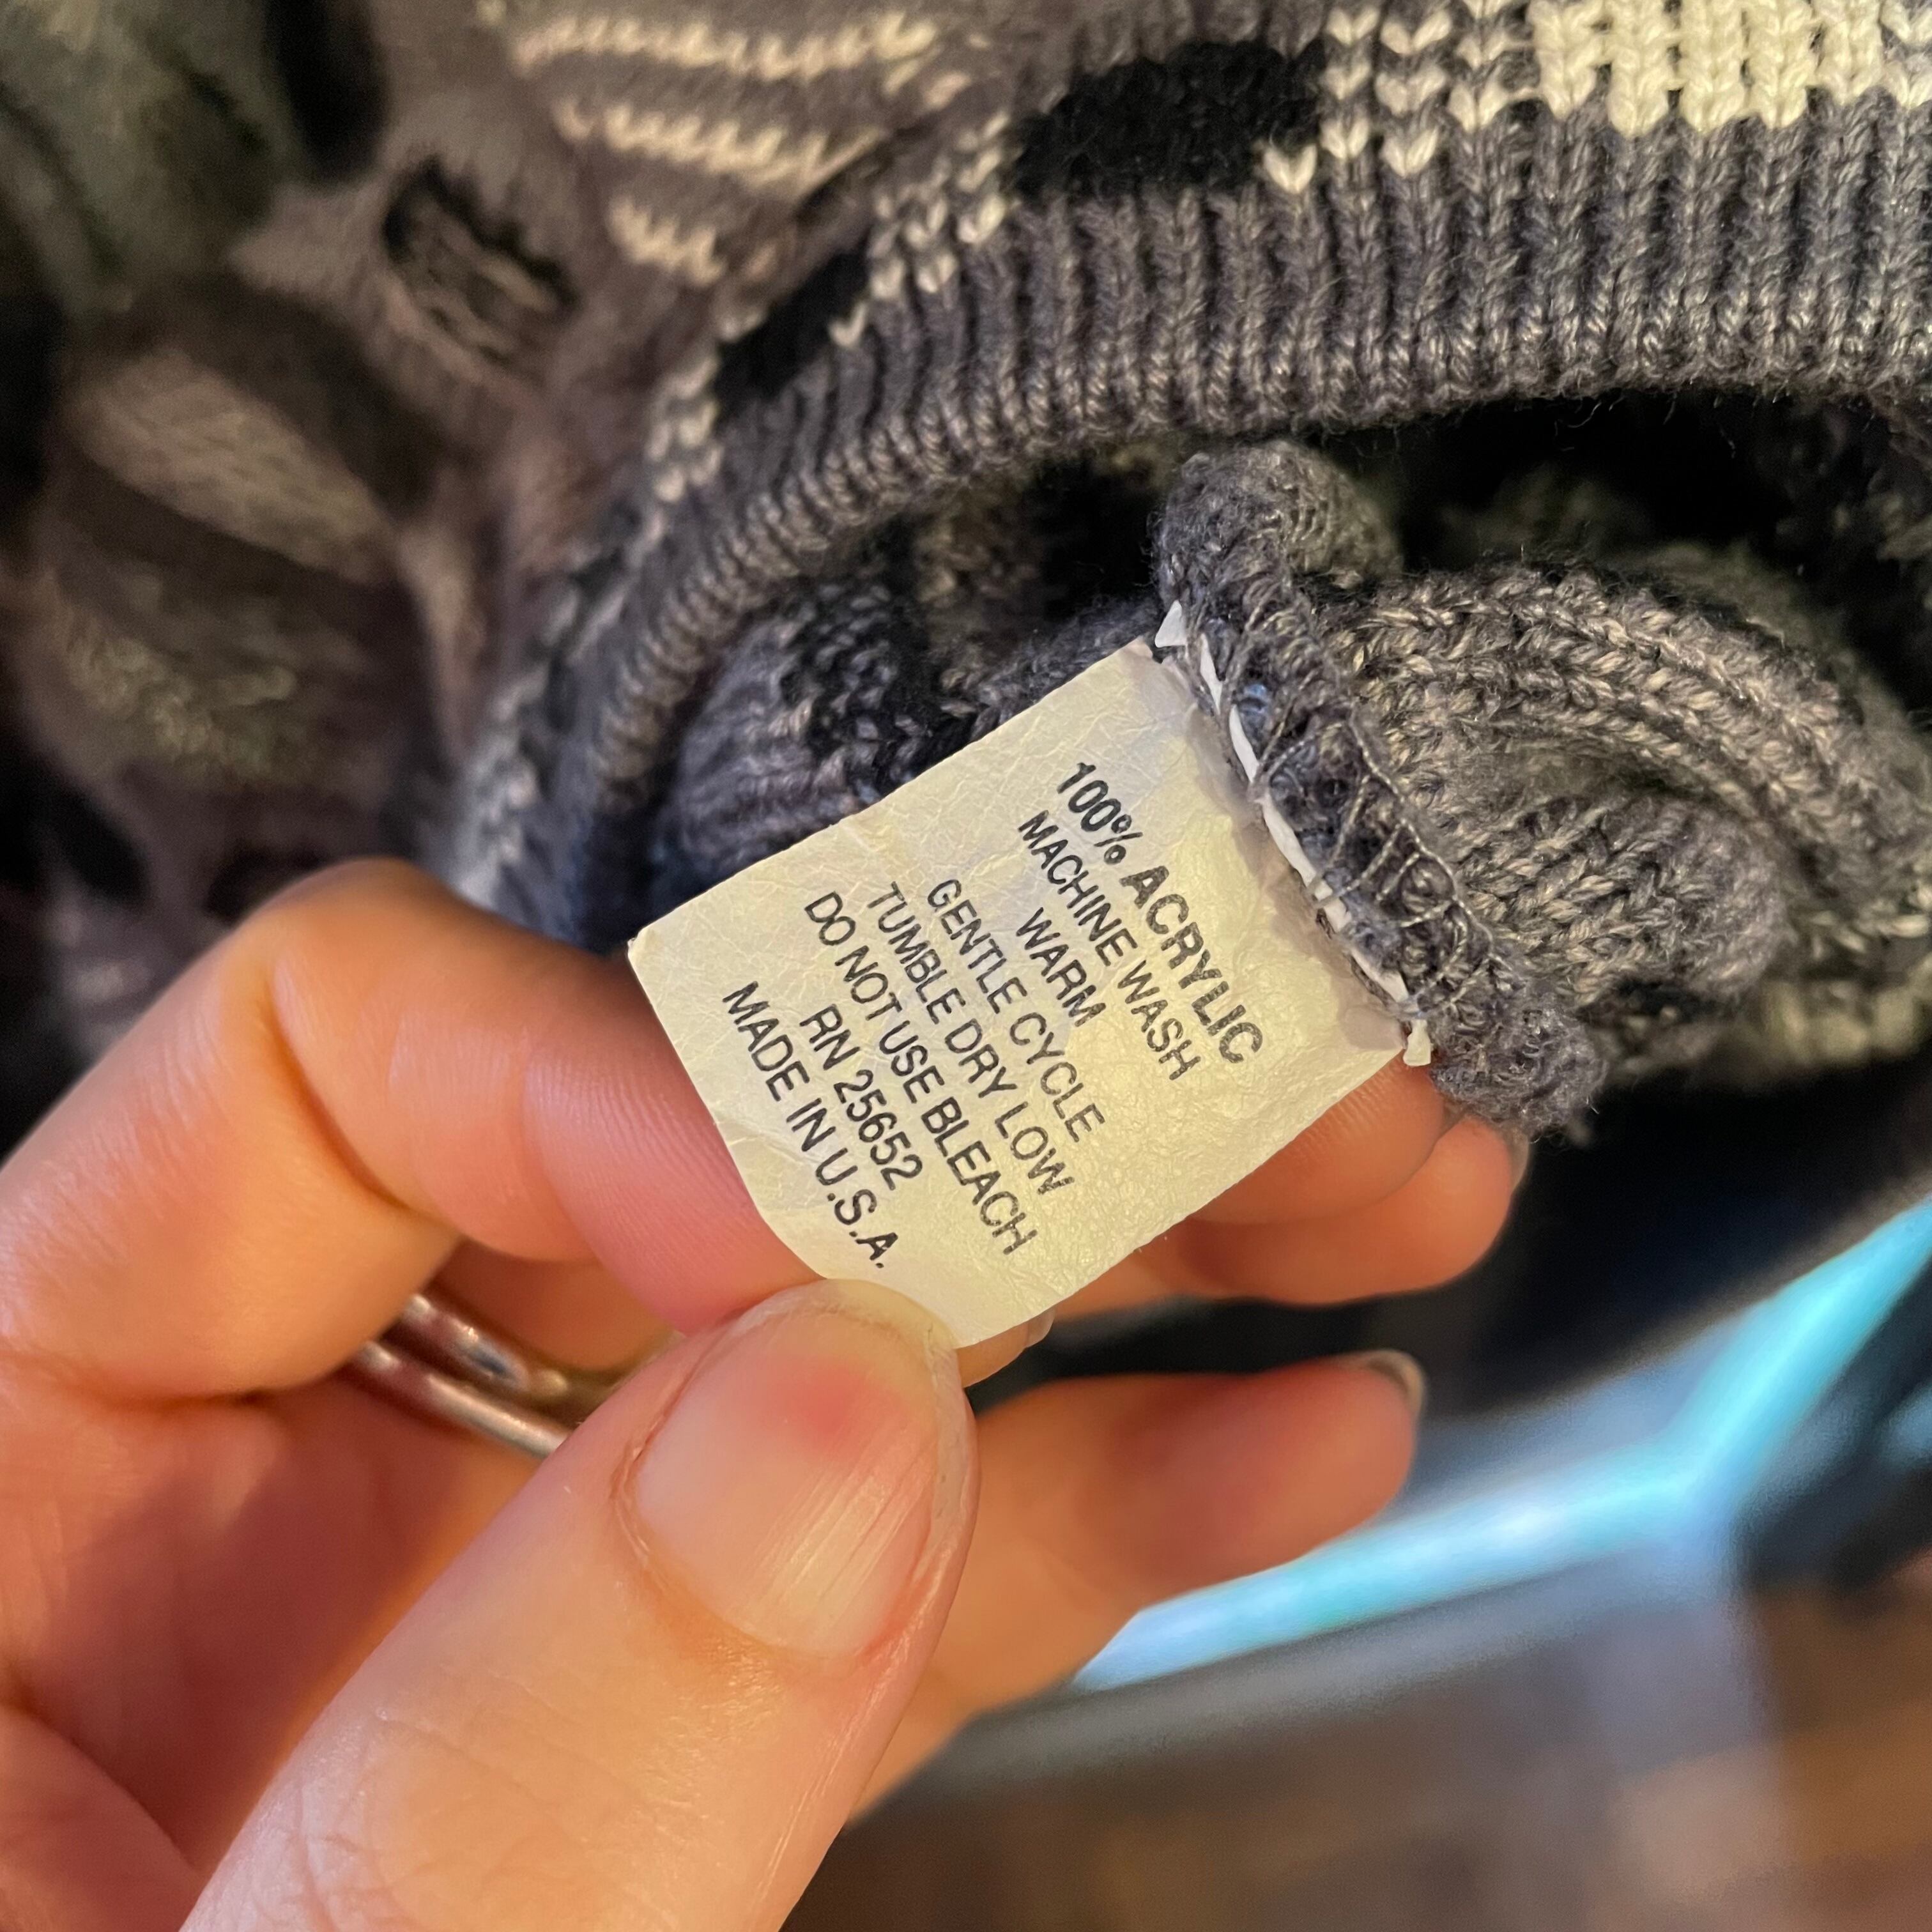 100% ACRYLIC
MACHINE WASH
WARM
GENTLE CYCLE
TUMBLE DRY LOW
DO NOT USE BLEACH
RN 25652
MADE IN U.S.A.